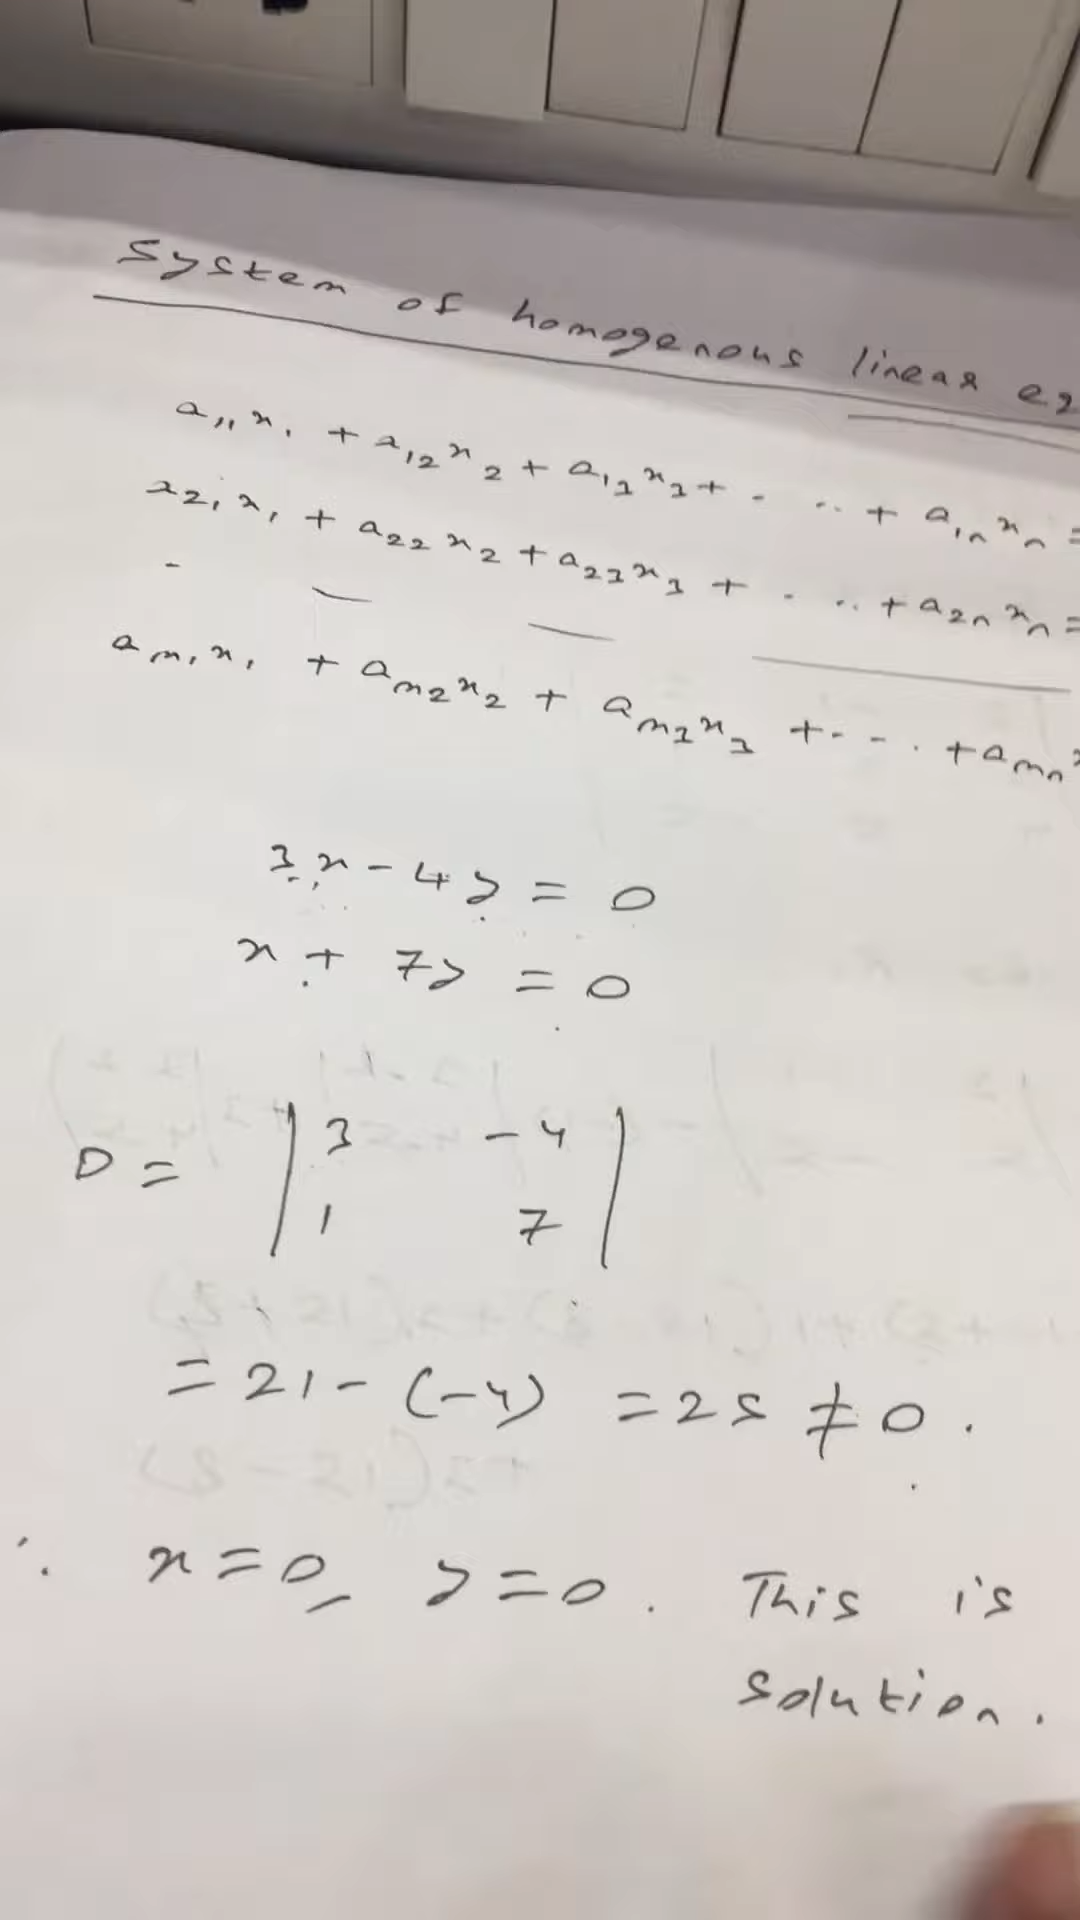 System of homogenous linear eq
a₁₁x₁ + a₁₂x₂ + a₁₃x₃ + · ·· + a₁ₙxₙ =
a₂₁x₁ + a₂₂x₂ + a₂₃x₃ + · ·· + a₂ₙxₙ =
aₘ₁x₁ + aₘ₂x₂ + aₘ₃x₃ + - - · + aₘₙx
3x - 4y = 0
x + 7y = 0
D = | 3 -4 |
| 1 7 |
= 21 - (-4) = 25 ≠ 0.
∴ x = 0, y = 0. This is
solution.